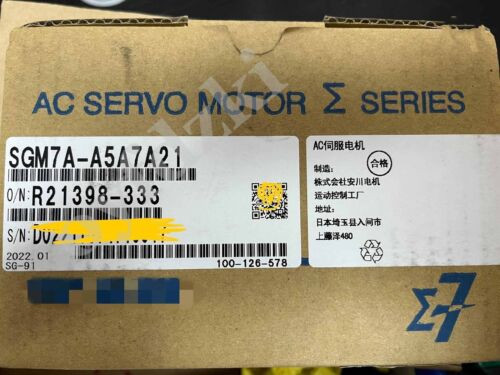 AC SERVO MOTOR Σ SERIES
SGM7A-A5A7A21
O/N: R21398-333
S/N:
2022.01
SG-91
100-126-578
AC伺服电机
制造:
合格
株式会社安川电机
运动控制工厂
地址:
日本埼玉县入间市
上藤泽480
Σ7